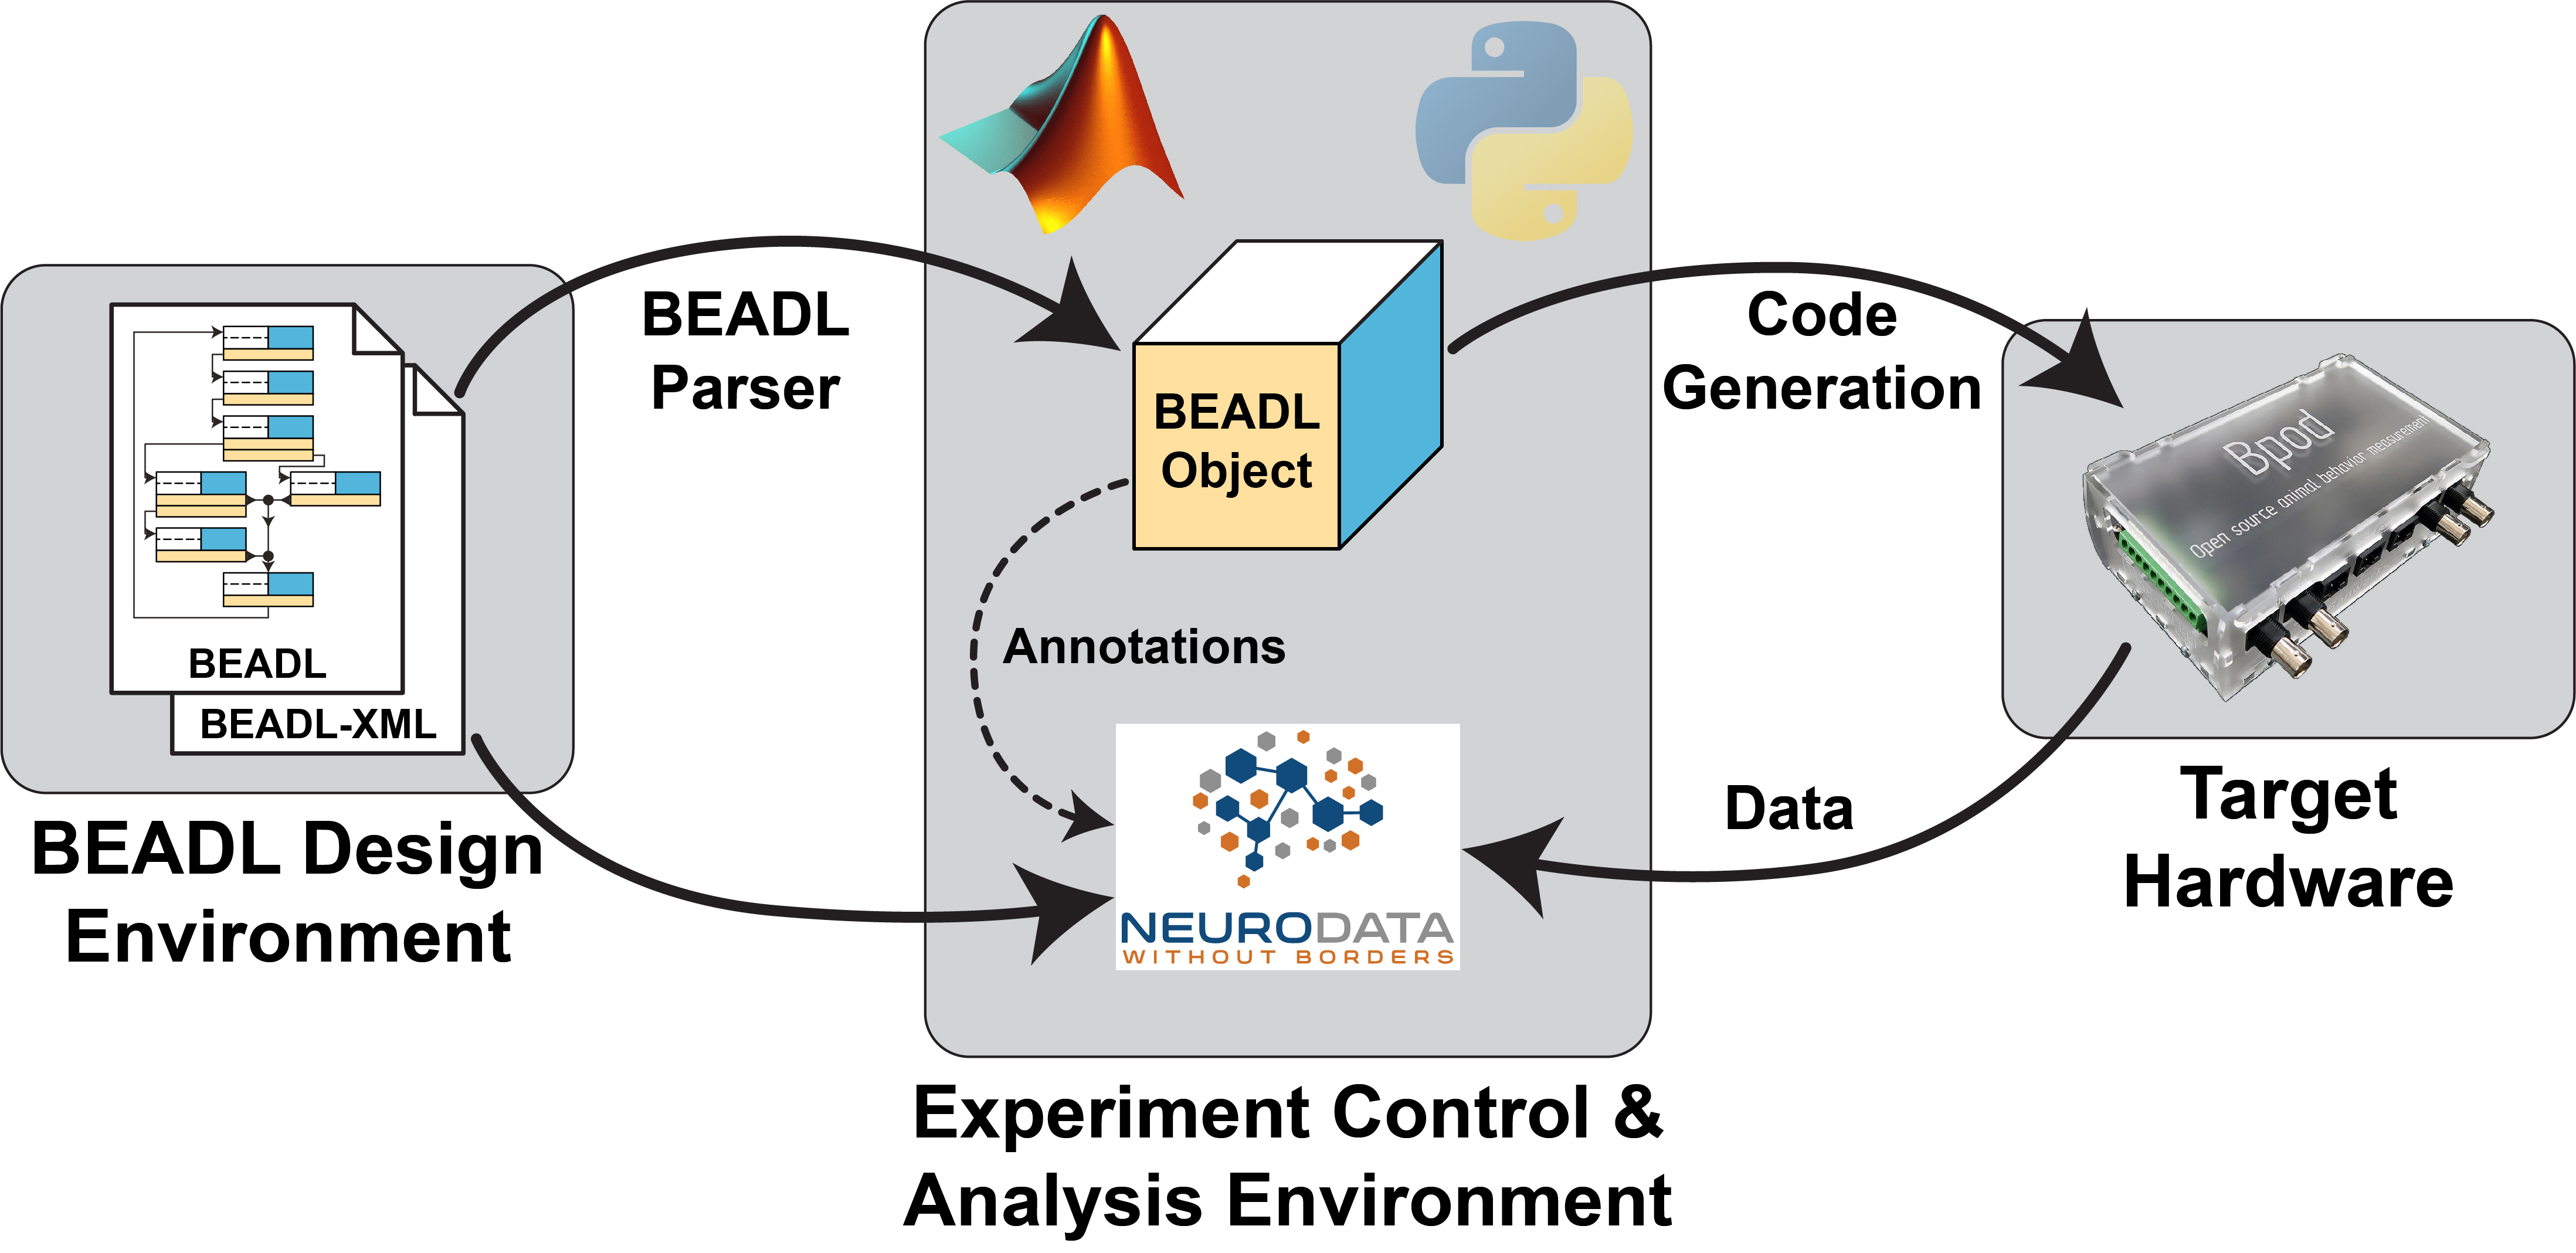 BEADL
Parser
BEADL
Object
Code
Generation
Bpod
Open source animal behavior measurement
Annotations
BEADL
BEADL-XML
BEADL Design
Environment
NEURODATA
WITHOUT BORDERS
Data
Target
Hardware
Experiment Control &
Analysis Environment